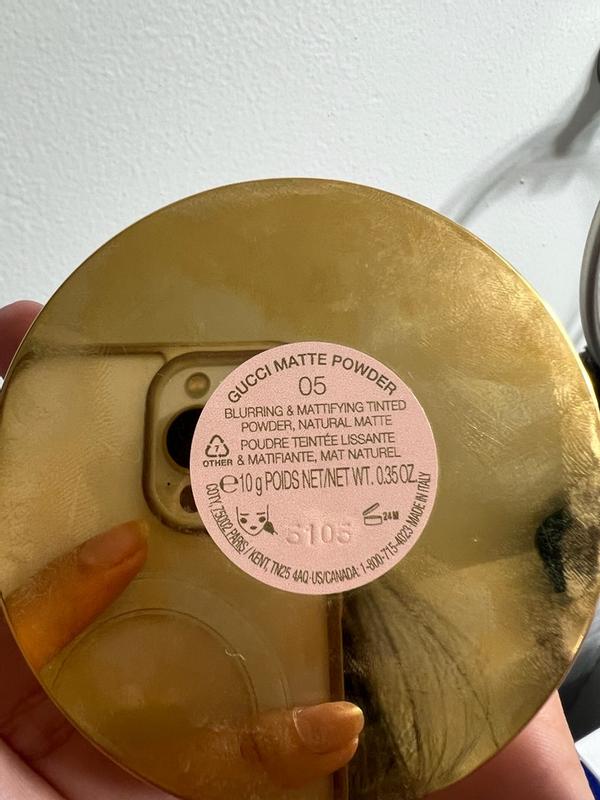 GUCCI MATTE POWDER
05
BLURRING & MATTIFYING TINTED
POWDER, NATURAL MATTE
POUDRE TEINTÉE LISSANTE
& MATIFIANTE, MAT NATUREL
7
OTHER
℮10 g POIDS NET/NET WT. 0.35 OZ.
5105
24 M
COTY, 75002 PARIS / KENT, TN25 4AQ·US/CANADA: 1-800-715-4023·MADE IN ITALY